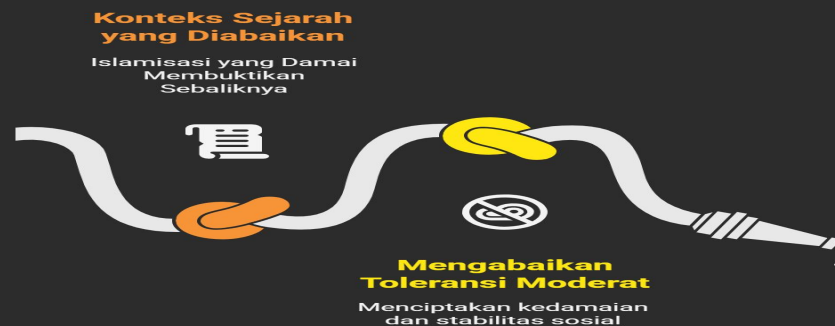 Konteks Sejarah
yang Diabaikan
Islamisasi yang Damai
Membuktikan
Sebaliknya
Mengabaikan
Toleransi Moderat
Menciptakan kedamaian
dan stabilitas sosial